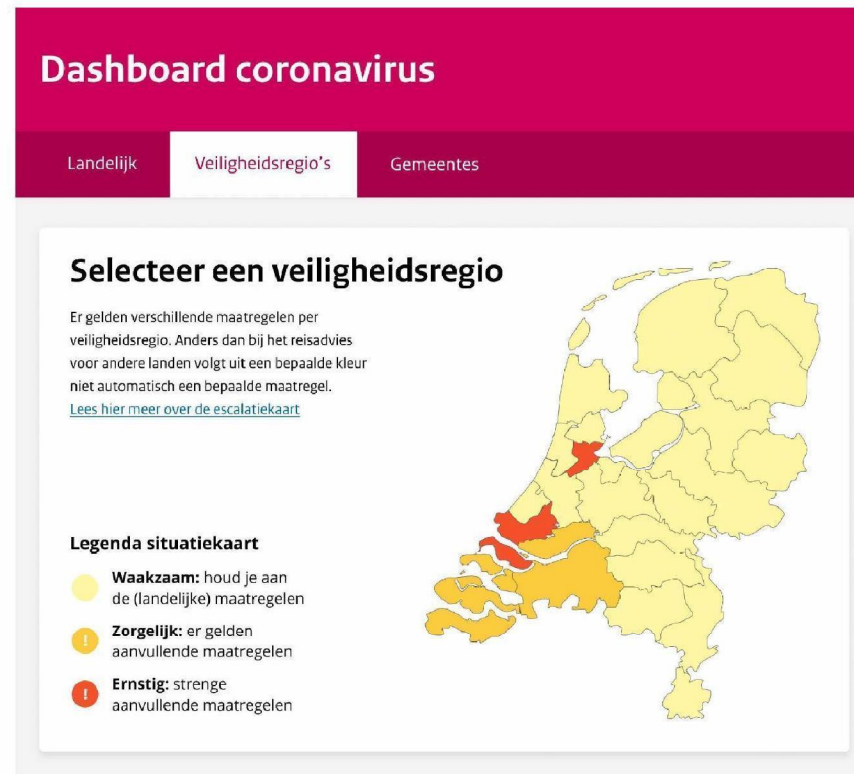 Dashboard coronavirus
Landelijk
Veiligheidsregio's
Gemeentes
Selecteer een veiligheidsregio
Er gelden verschillende maatregelen per
veiligheidsregio. Anders dan bij het reisadvies
voor andere landen volgt uit een bepaalde kleur
niet automatisch een bepaalde maatregel.
Lees hier meer over de escalatiekaart
Legenda situatiekaart
Waakzaam: houd je aan
de (landelijke) maatregelen
! Zorgelijk: er gelden
aanvullende maatregelen
! Ernstig: strenge
aanvullende maatregelen